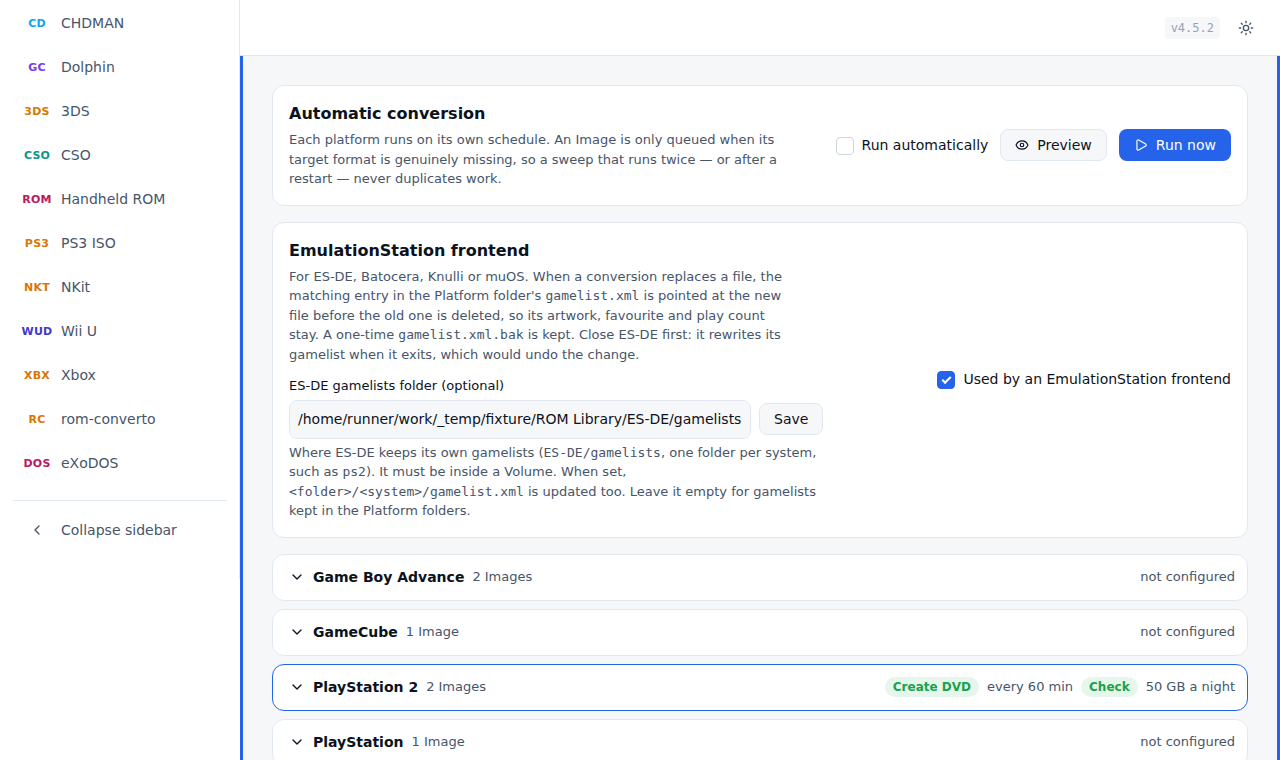 CD CHDMAN
GC Dolphin
3DS 3DS
CSO CSO
ROM Handheld ROM
PS3 PS3 ISO
NKT NKit
WUD Wii U
XBX Xbox
RC rom-converto
DOS eXoDOS
Collapse sidebar
v4.5.2
Automatic conversion
Each platform runs on its own schedule. An Image is only queued when its
target format is genuinely missing, so a sweep that runs twice — or after a
restart — never duplicates work.
Run automatically
Preview
Run now
EmulationStation frontend
For ES-DE, Batocera, Knulli or muOS. When a conversion replaces a file, the
matching entry in the Platform folder's gamelist.xml is pointed at the new
file before the old one is deleted, so its artwork, favourite and play count
stay. A one-time gamelist.xml.bak is kept. Close ES-DE first: it rewrites its
gamelist when it exits, which would undo the change.
ES-DE gamelists folder (optional)
/home/runner/work/_temp/fixture/ROM Library/ES-DE/gamelists
Save
Where ES-DE keeps its own gamelists (ES-DE/gamelists, one folder per system,
such as ps2). It must be inside a Volume. When set,
<folder>/<system>/gamelist.xml is updated too. Leave it empty for gamelists
kept in the Platform folders.
Used by an EmulationStation frontend
Game Boy Advance 2 Images not configured
GameCube 1 Image not configured
PlayStation 2 2 Images Create DVD every 60 min Check 50 GB a night
PlayStation 1 Image not configured